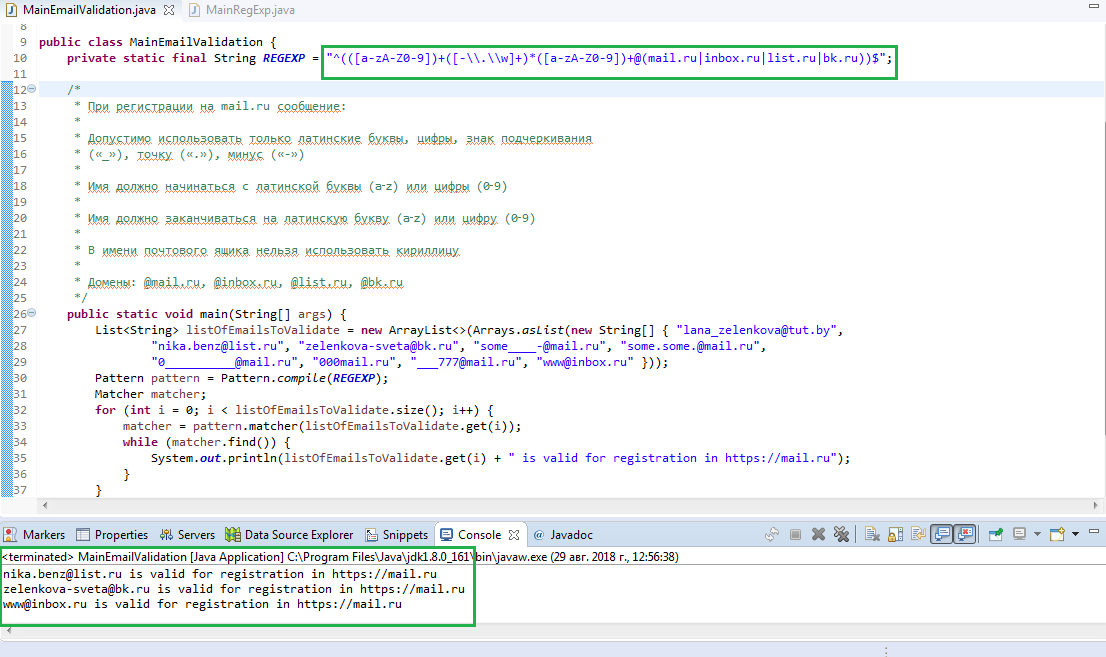 MainEmailValidation.java MainRegExp.java
8
9 public class MainEmailValidation {
10 private static final String REGEXP = "^(([a-zA-Z0-9])+([-\\.\\w]+)*([a-zA-Z0-9])+@(mail.ru|inbox.ru|list.ru|bk.ru))$";
11
12 /*
13 * При регистрации на mail.ru сообщение:
14 *
15 * Допустимо использовать только латинские буквы, цифры, знак подчеркивания
16 * («_»), точку («.»), минус («-»)
17 *
18 * Имя должно начинаться с латинской буквы (a-z) или цифры (0-9)
19 *
20 * Имя должно заканчиваться на латинскую букву (a-z) или цифру (0-9)
21 *
22 * В имени почтового ящика нельзя использовать кириллицу
23 *
24 * Домены: @mail.ru, @inbox.ru, @list.ru, @bk.ru
25 */
26 public static void main(String[] args) {
27 List<String> listOfEmailsToValidate = new ArrayList<>(Arrays.asList(new String[] { "lana_zelenkova@tut.by",
28 "nika.benz@list.ru", "zelenkova-sveta@bk.ru", "some____-@mail.ru", "some.some.@mail.ru",
29 "0__________@mail.ru", "000mail.ru", "___777@mail.ru", "www@inbox.ru" }));
30 Pattern pattern = Pattern.compile(REGEXP);
31 Matcher matcher;
32 for (int i = 0; i < listOfEmailsToValidate.size(); i++) {
33 matcher = pattern.matcher(listOfEmailsToValidate.get(i));
34 while (matcher.find()) {
35 System.out.println(listOfEmailsToValidate.get(i) + " is valid for registration in https://mail.ru");
36 }
37 }
Markers Properties Servers Data Source Explorer Snippets Console @ Javadoc
<terminated> MainEmailValidation [Java Application] C:\Program Files\Java\jdk1.8.0_161\bin\javaw.exe (29 авг. 2018 г., 12:56:38)
nika.benz@list.ru is valid for registration in https://mail.ru
zelenkova-sveta@bk.ru is valid for registration in https://mail.ru
www@inbox.ru is valid for registration in https://mail.ru